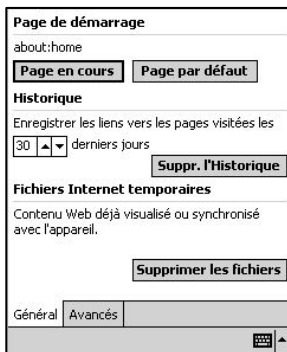 Page de démarrage
about:home
Page en cours Page par défaut
Historique
Enregistrer les liens vers les pages visitées les
30 derniers jours
Suppr. l'Historique
Fichiers Internet temporaires
Contenu Web déjà visualisé ou synchronisé
avec l'appareil.
Supprimer les fichiers
Général Avancés